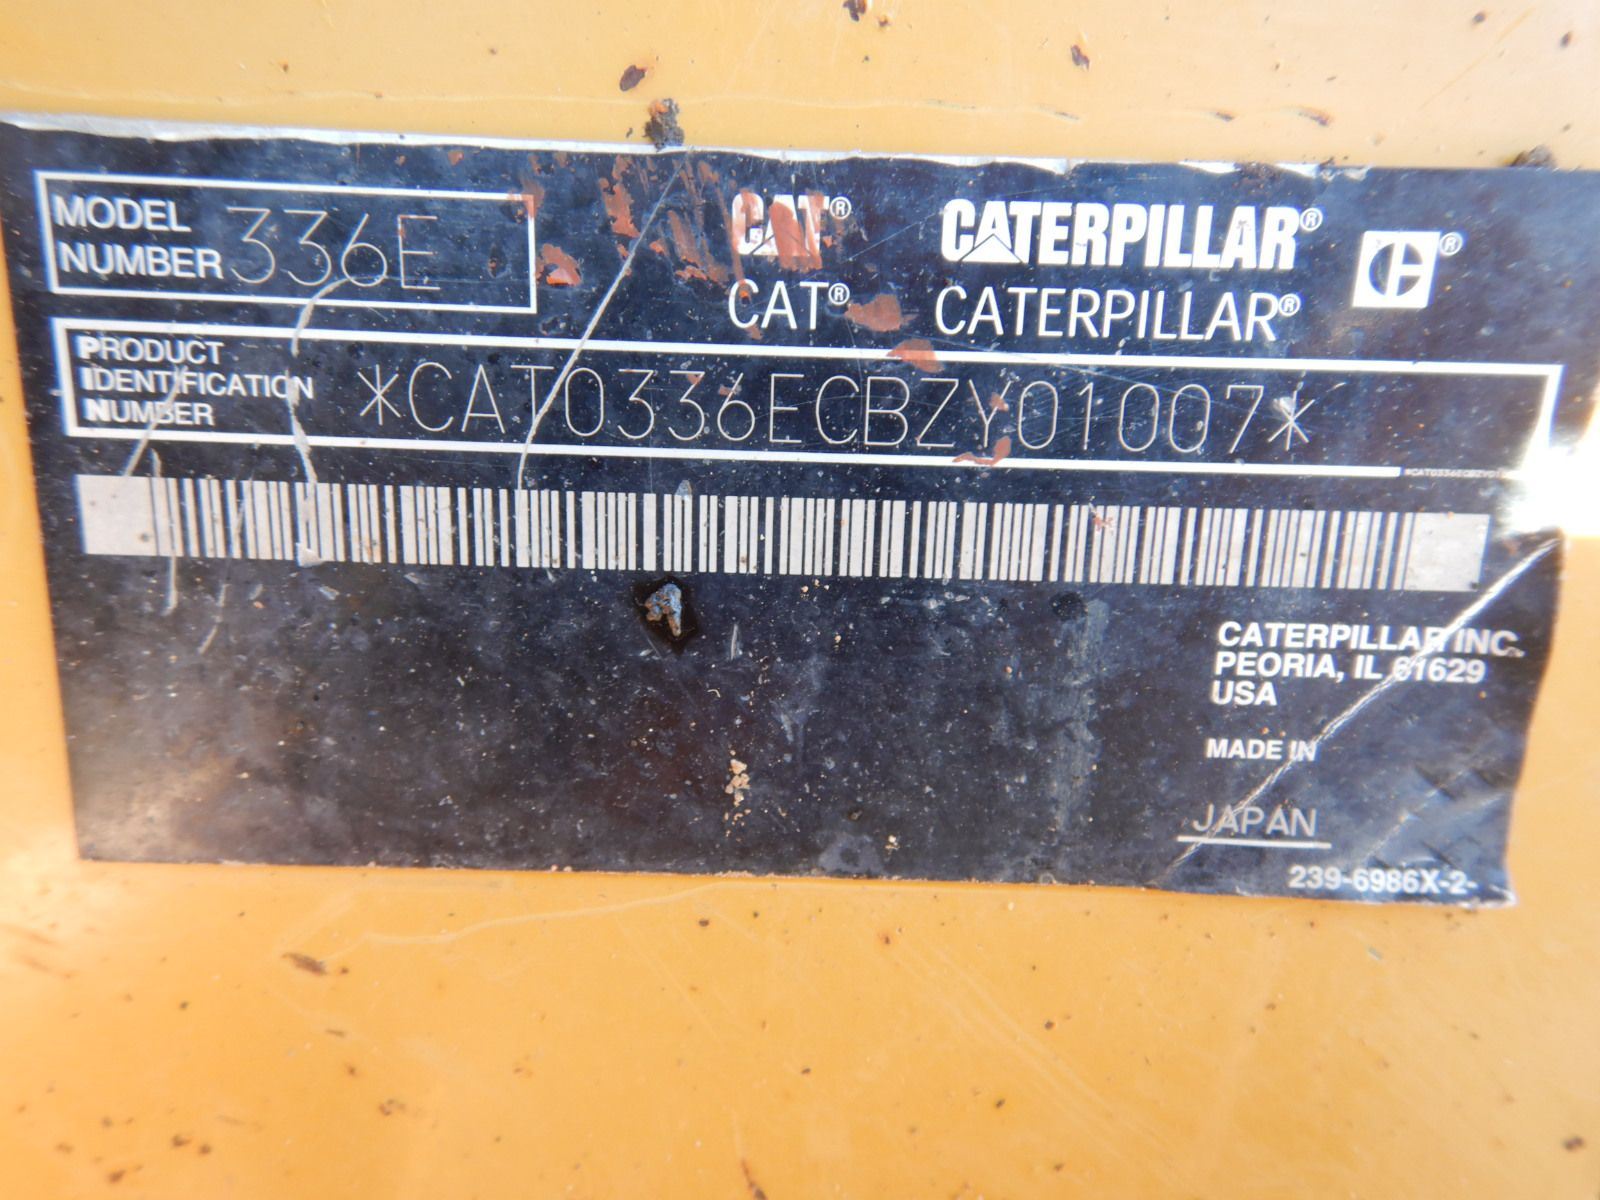 MODEL
NUMBER 336E
CAT® CATERPILLAR® ®
CAT® CATERPILLAR®
PRODUCT
IDENTIFICATION
NUMBER
*CAT0336ECBZY01007*
CATERPILLAR INC.
PEORIA, IL 61629
USA
MADE IN
JAPAN
239-6986X-2